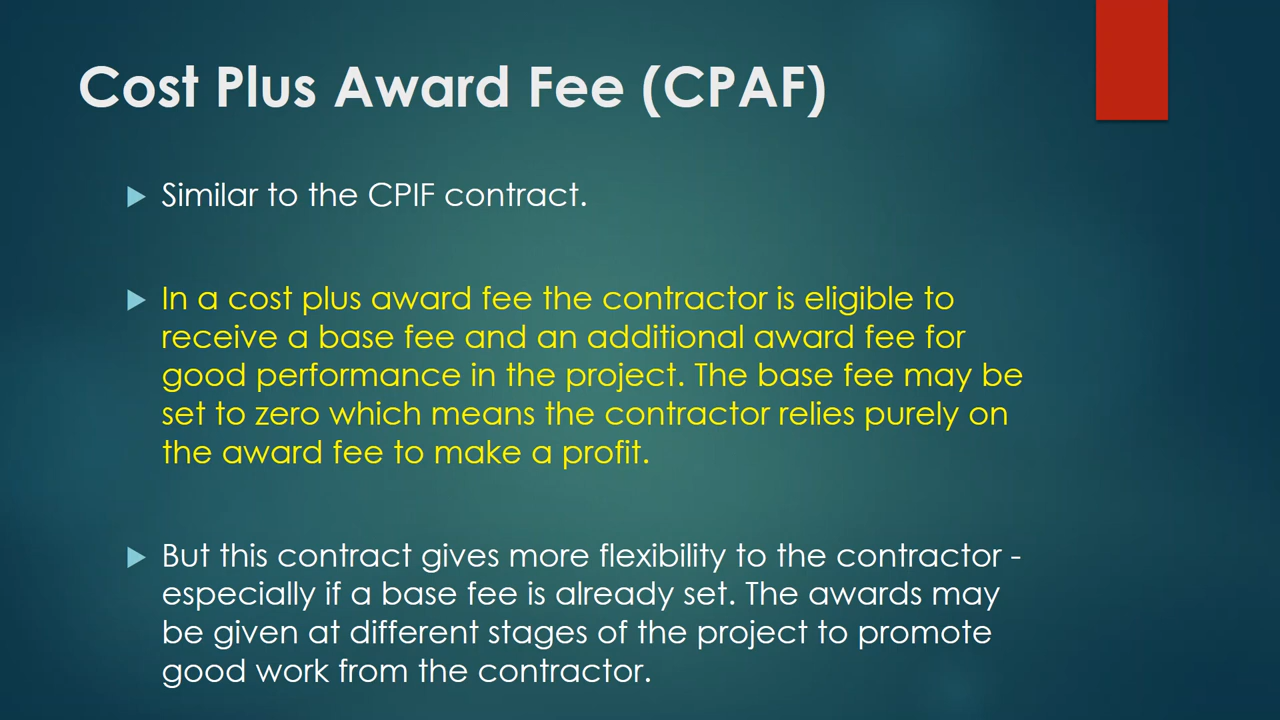 Cost Plus Award Fee (CPAF)
Similar to the CPIF contract.
In a cost plus award fee the contractor is eligible to
receive a base fee and an additional award fee for
good performance in the project. The base fee may be
set to zero which means the contractor relies purely on
the award fee to make a profit.
But this contract gives more flexibility to the contractor -
especially if a base fee is already set. The awards may
be given at different stages of the project to promote
good work from the contractor.